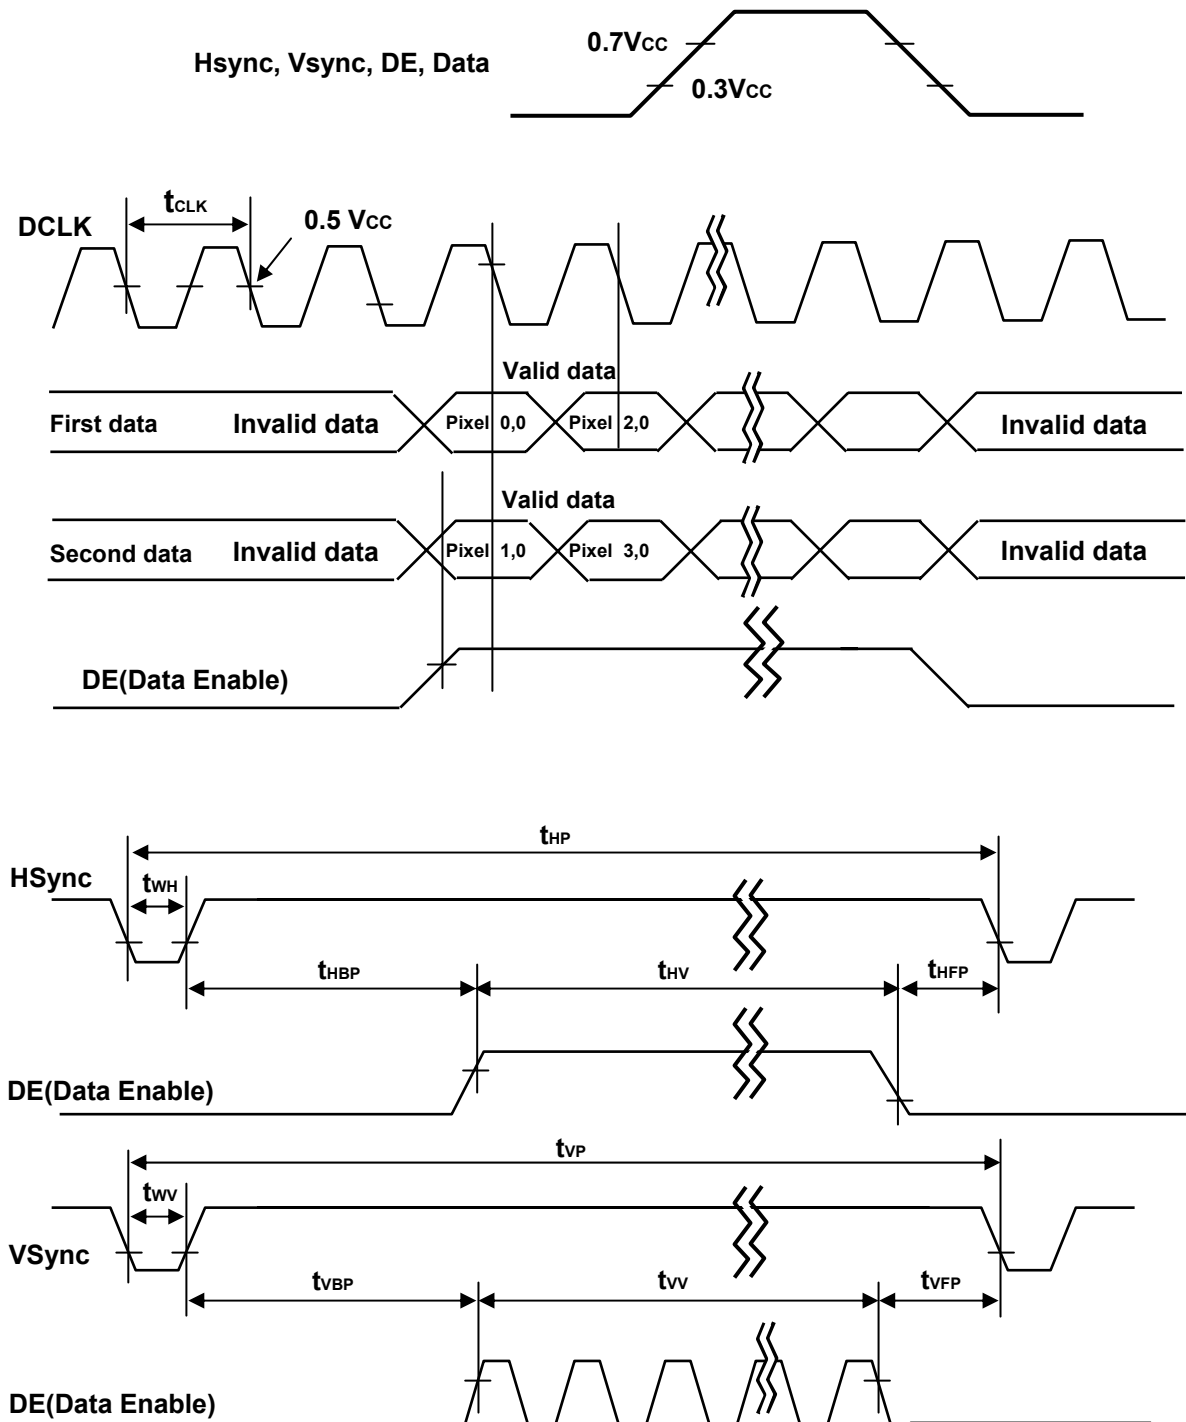 0.7VCC
Hsync, Vsync, DE, Data
0.3VCC
tCLK
DCLK
0.5 VCC
Valid data
First data
Invalid data
Pixel 0,0
Pixel 2,0
Invalid data
Valid data
Second data
Invalid data
Pixel 1,0
Pixel 3,0
Invalid data
DE(Data Enable)
tHP
HSync
tWH
tHBP
tHV
tHFP
DE(Data Enable)
tVP
tWV
VSync
tVBP
tVV
tVFP
DE(Data Enable)